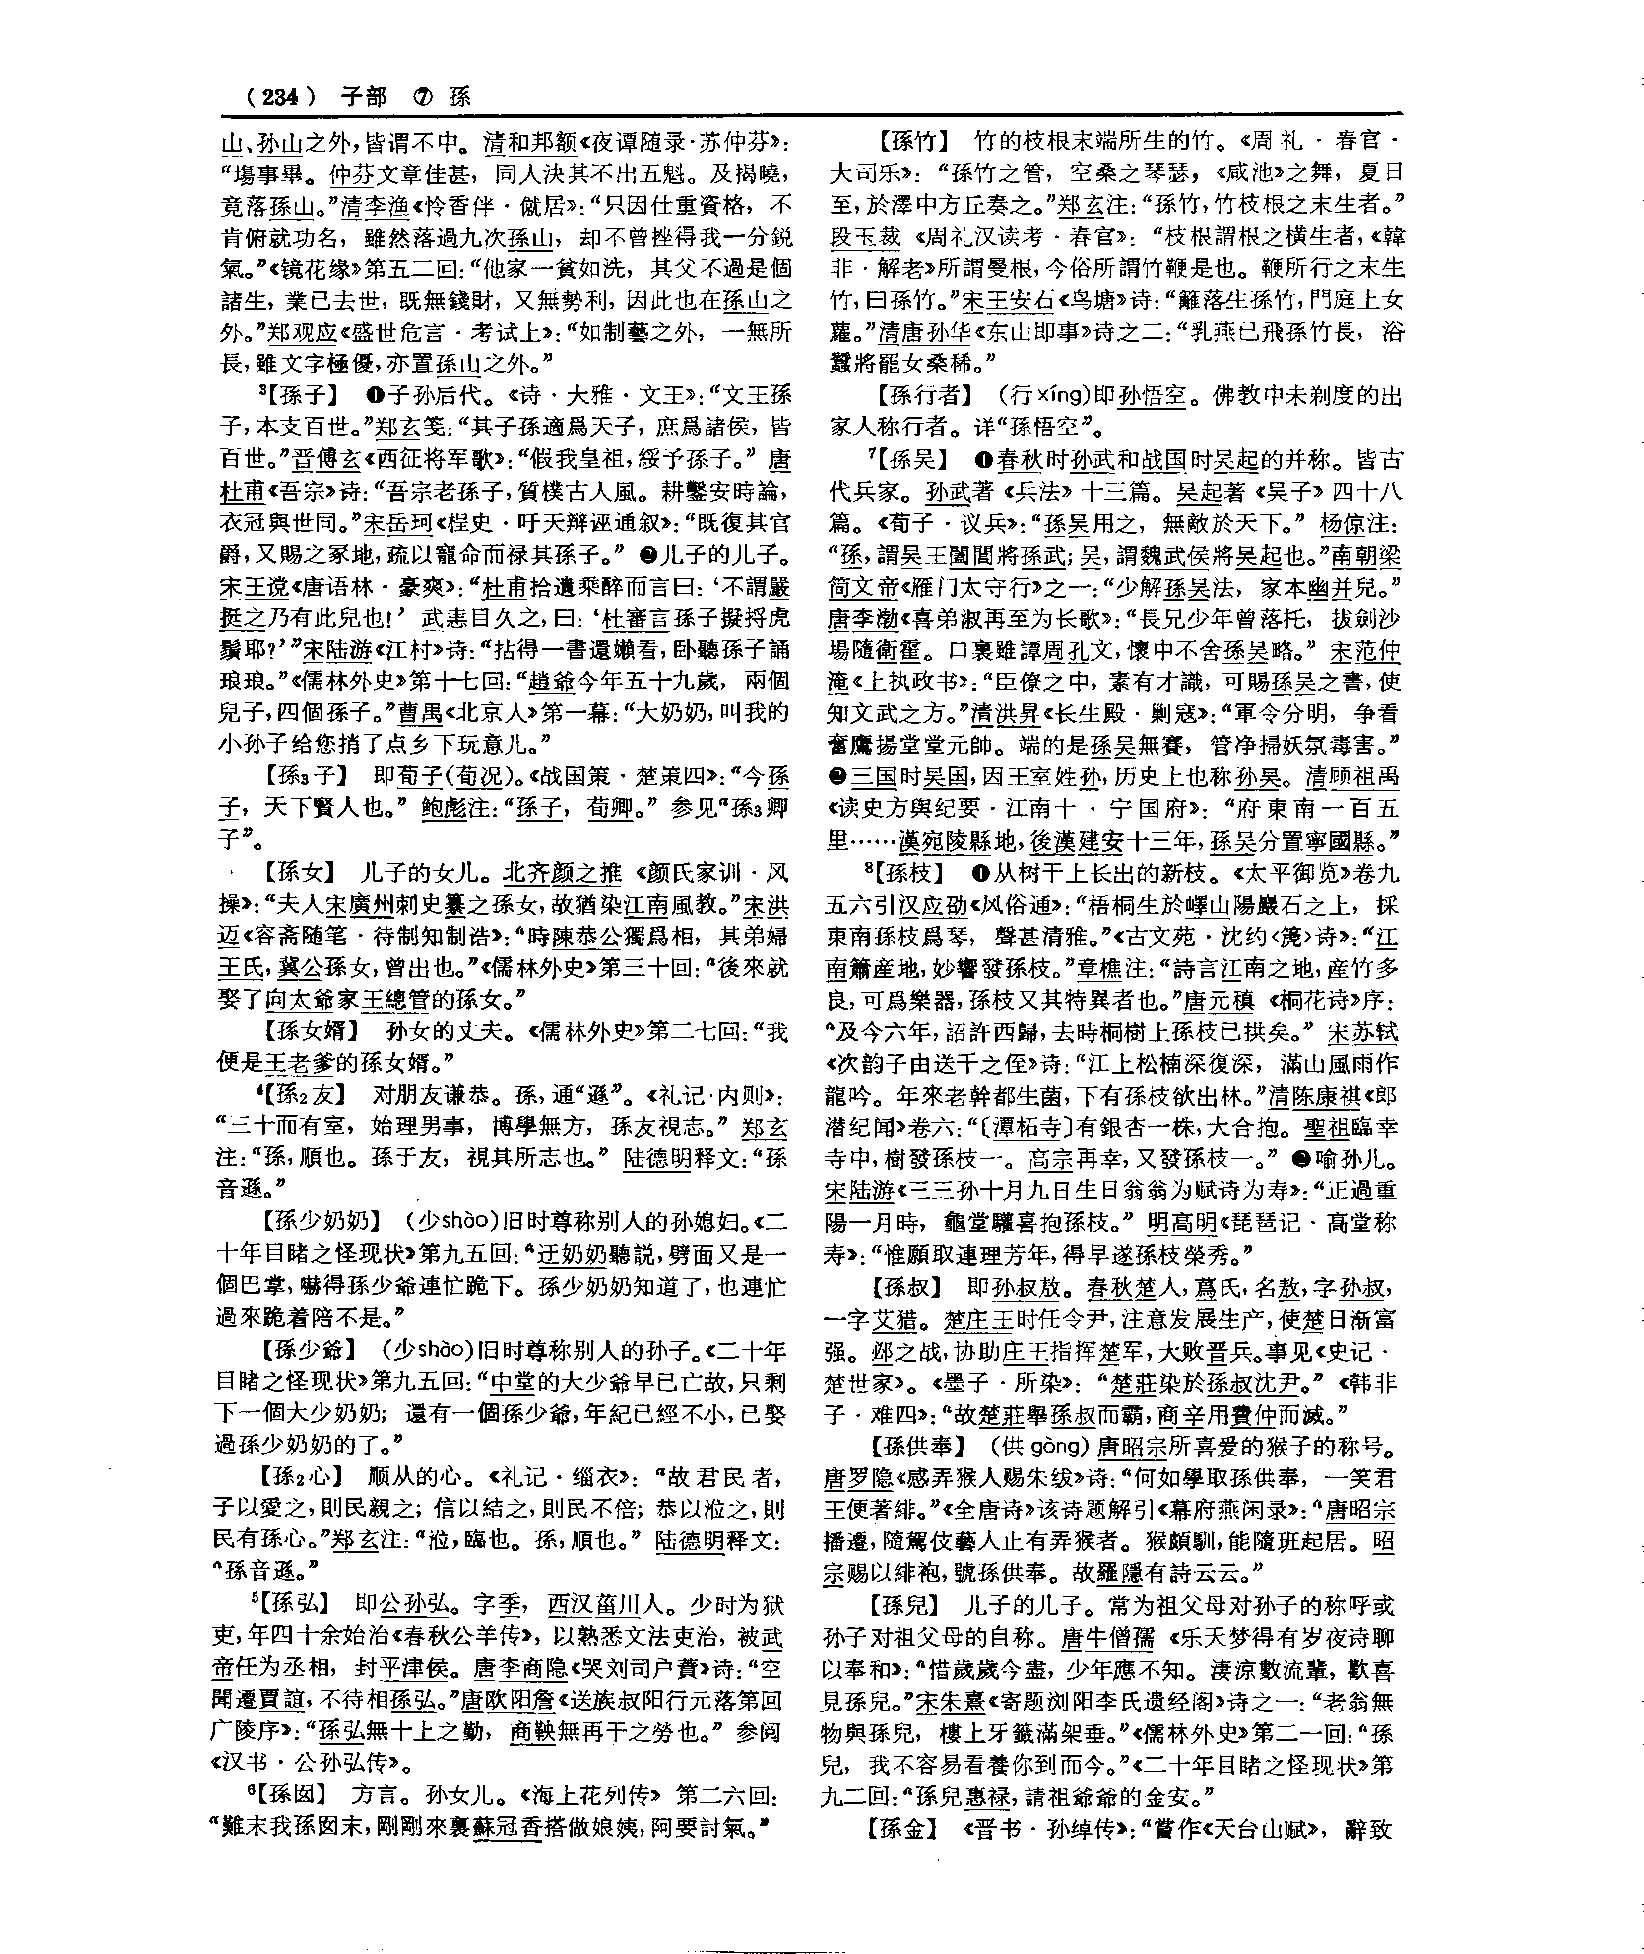 （234） 子部 ⑦ 孫
山、孙山之外，皆谓不中。清和邦额《夜谭随录·苏仲芬》：
“場事畢。仲芬文章佳甚，同人決其不出五魁。及揭曉，
竟落孫山。”清李渔《怜香伴·僦居》：“只因仕重資格，不
肯俯就功名，雖然落過九次孫山，却不曾挫得我一分鋭
氣。”《镜花缘》第五二回：“他家一貧如洗，其父不過是個
諸生，業已去世，既無錢財，又無勢利，因此也在孫山之
外。”郑观应《盛世危言·考试上》：“如制藝之外，一無所
長，雖文字極優，亦置孫山之外。”
³【孫子】 ❶子孙后代。《诗·大雅·文王》：“文王孫
子，本支百世。”郑玄笺：“其子孫適爲天子，庶爲諸侯，皆
百世。”晋傅玄《西征将军歌》：“假我皇祖，綏予孫子。”唐
杜甫《吾宗》诗：“吾宗老孫子，質樸古人風。耕鑿安時論，
衣冠與世同。”宋岳珂《桯史·吁天辩诬通叙》：“既復其官
爵，又賜之冢地，疏以寵命而禄其孫子。”❷儿子的儿子。
宋王谠《唐语林·豪爽》：“杜甫拾遺乘醉而言曰：‘不謂嚴
挺之乃有此兒也！’武恚目久之，曰：‘杜審言孫子擬捋虎
鬚耶？’”宋陆游《江村》诗：“拈得一書還嬾看，卧聽孫子誦
琅琅。”《儒林外史》第十七回：“趙爺今年五十九歲，兩個
兒子，四個孫子。”曹禺《北京人》第一幕：“大奶奶，叫我的
小孙子给您捎了点乡下玩意儿。”
【孫₃子】 即荀子(荀况)。《战国策·楚策四》：“今孫
子，天下賢人也。”鲍彪注：“孫子，荀卿。”参见“孫₃卿
子”。
【孫女】 儿子的女儿。北齐颜之推《颜氏家训·风
操》：“夫人宋廣州刺史纂之孫女，故猶染江南風教。”宋洪
迈《容斋随笔·待制知制诰》：“時陳恭公獨爲相，其弟婦
王氏，冀公孫女，曾出也。”《儒林外史》第三十回：“後來就
娶了向太爺家王總管的孫女。”
【孫女婿】 孙女的丈夫。《儒林外史》第二七回：“我
便是王老爹的孫女婿。”
⁴【孫₂友】 对朋友谦恭。孫，通“遜”。《礼记·内则》：
“三十而有室，始理男事，博學無方，孫友視志。”郑玄
注：“孫，順也。孫于友，視其所志也。”陆德明释文：“孫
音遜。”
【孫少奶奶】 (少shào)旧时尊称别人的孙媳妇。《二
十年目睹之怪现状》第九五回：“迂奶奶聽説，劈面又是一
個巴掌，嚇得孫少爺連忙跪下。孫少奶奶知道了，也連忙
過來跪着陪不是。”
【孫少爺】 (少shào)旧时尊称别人的孙子。《二十年
目睹之怪现状》第九五回：“中堂的大少爺早已亡故，只剩
下一個大少奶奶；還有一個孫少爺，年紀已經不小，已娶
過孫少奶奶的了。”
【孫₂心】 顺从的心。《礼记·缁衣》：“故君民者，
子以愛之，則民親之；信以結之，則民不倍；恭以涖之，則
民有孫心。”郑玄注：“涖，臨也。孫，順也。”陆德明释文：
“孫音遜。”
⁵【孫弘】 即公孙弘。字季，西汉菑川人。少时为狱
吏，年四十余始治《春秋公羊传》，以熟悉文法吏治，被武
帝任为丞相，封平津侯。唐李商隐《哭刘司户蕡》诗：“空
聞遷賈誼，不待相孫弘。”唐欧阳詹《送族叔阳行元落第回
广陵序》：“孫弘無十上之勤，商鞅無再干之勞也。”参阅
《汉书·公孙弘传》。
⁶【孫囡】 方言。孙女儿。《海上花列传》第二六回：
“難末我孫囡末，剛剛來裏蘇冠香搭做娘姨，阿要討氣。”
【孫竹】 竹的枝根末端所生的竹。《周礼·春官·
大司乐》：“孫竹之管，空桑之琴瑟，《咸池》之舞，夏日
至，於澤中方丘奏之。”郑玄注：“孫竹，竹枝根之末生者。”
段玉裁《周礼汉读考·春官》：“枝根謂根之横生者，《韓
非·解老》所謂曼根，今俗所謂竹鞭是也。鞭所行之末生
竹，曰孫竹。”宋王安石《鸟塘》诗：“籬落生孫竹，門庭上女
蘿。”清唐孙华《东山即事》诗之二：“乳燕已飛孫竹長，浴
蠶將罷女桑稀。”
【孫行者】 (行xíng)即孙悟空。佛教中未剃度的出
家人称行者。详“孫悟空”。
⁷【孫吴】 ❶春秋时孙武和战国时吴起的并称。皆古
代兵家。孙武著《兵法》十三篇。吴起著《吴子》四十八
篇。《荀子·议兵》：“孫吴用之，無敵於天下。”杨倞注：
“孫，謂吴王闔閭將孫武；吴，謂魏武侯將吴起也。”南朝梁
简文帝《雁门太守行》之一：“少解孫吴法，家本幽并兒。”
唐李渤《喜弟淑再至为长歌》：“長兄少年曾落托，拔劍沙
場隨衛霍。口裏雖譚周孔文，懷中不舍孫吴略。”宋范仲
淹《上执政书》：“臣僚之中，素有才識，可賜孫吴之書，使
知文武之方。”清洪昇《长生殿·剿寇》：“軍令分明，争看
奮鷹揚堂堂元帥。端的是孫吴無賽，管净掃妖氛毒害。”
❷三国时吴国，因王室姓孙，历史上也称孙吴。清顾祖禹
《读史方舆纪要·江南十·宁国府》：“府東南一百五
里……漢宛陵縣地，後漢建安十三年，孫吴分置寧國縣。”
⁸【孫枝】 ❶从树干上长出的新枝。《太平御览》卷九
五六引汉应劭《风俗通》：“梧桐生於嶧山陽巖石之上，採
東南孫枝爲琴，聲甚清雅。”《古文苑·沈约〈篪〉诗》：“江
南簫産地，妙響發孫枝。”章樵注：“詩言江南之地，産竹多
良，可爲樂器，孫枝又其特異者也。”唐元稹《桐花诗》序：
“及今六年，詔許西歸，去時桐樹上孫枝已拱矣。”宋苏轼
《次韵子由送千之侄》诗：“江上松楠深復深，滿山風雨作
龍吟。年來老幹都生菌，下有孫枝欲出林。”清陈康祺《郎
潜纪闻》卷六：“〔潭柘寺〕有銀杏一株，大合抱。聖祖臨幸
寺中，樹發孫枝一。高宗再幸，又發孫枝一。”❷喻孙儿。
宋陆游《三三孙十月九日生日翁翁为赋诗为寿》：“正過重
陽一月時，龜堂驩喜抱孫枝。”明高明《琵琶记·高堂称
寿》：“惟願取連理芳年，得早遂孫枝榮秀。”
【孫叔】 即孙叔敖。春秋楚人，蒍氏，名敖，字孙叔，
一字艾猎。楚庄王时任令尹，注意发展生产，使楚日渐富
强。邲之战，协助庄王指挥楚军，大败晋兵。事见《史记·
楚世家》。《墨子·所染》：“楚莊染於孫叔沈尹。”《韩非
子·难四》：“故楚莊舉孫叔而霸，商辛用費仲而滅。”
【孫供奉】 (供gòng)唐昭宗所喜爱的猴子的称号。
唐罗隐《感弄猴人赐朱绂》诗：“何如學取孫供奉，一笑君
王便著緋。”《全唐诗》该诗题解引《幕府燕闲录》：“唐昭宗
播遷，隨駕伎藝人止有弄猴者。猴頗馴，能隨班起居。昭
宗賜以緋袍，號孫供奉。故羅隱有詩云云。”
【孫兒】 儿子的儿子。常为祖父母对孙子的称呼或
孙子对祖父母的自称。唐牛僧孺《乐天梦得有岁夜诗聊
以奉和》：“惜歲歲今盡，少年應不知。淒涼數流輩，歡喜
見孫兒。”宋朱熹《寄题浏阳李氏遗经阁》诗之一：“老翁無
物與孫兒，樓上牙籤滿架垂。”《儒林外史》第二一回：“孫
兒，我不容易看養你到而今。”《二十年目睹之怪现状》第
九二回：“孫兒惠禄，請祖爺爺的金安。”
【孫金】 《晋书·孙绰传》：“嘗作《天台山赋》，辭致